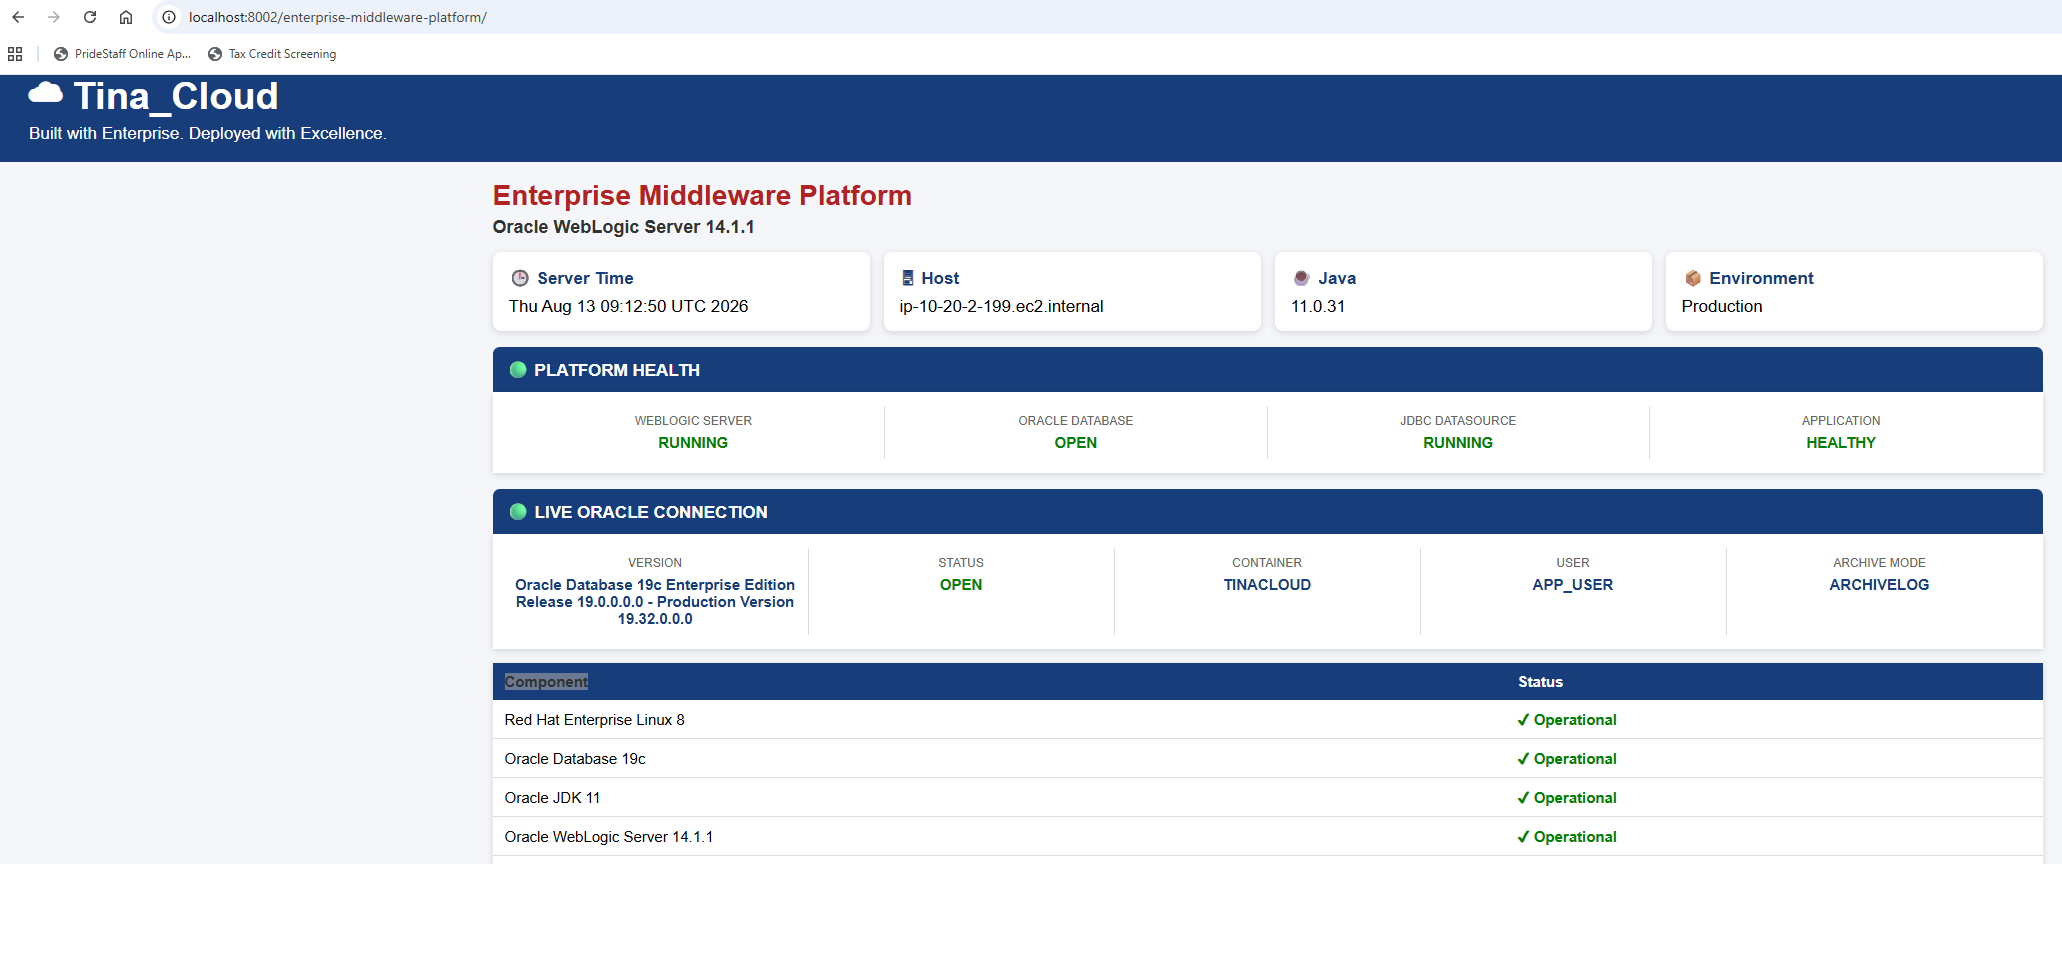 localhost:8002/enterprise-middleware-platform/
PrideStaff Online Ap... Tax Credit Screening
Tina_Cloud
Built with Enterprise. Deployed with Excellence.
Enterprise Middleware Platform
Oracle WebLogic Server 14.1.1
Server Time
Thu Aug 13 09:12:50 UTC 2026
Host
ip-10-20-2-199.ec2.internal
Java
11.0.31
Environment
Production
PLATFORM HEALTH
WEBLOGIC SERVER
RUNNING
ORACLE DATABASE
OPEN
JDBC DATASOURCE
RUNNING
APPLICATION
HEALTHY
LIVE ORACLE CONNECTION
VERSION
Oracle Database 19c Enterprise Edition
Release 19.0.0.0.0 - Production Version
19.32.0.0.0
STATUS
OPEN
CONTAINER
TINACLOUD
USER
APP_USER
ARCHIVE MODE
ARCHIVELOG
Component Status
Red Hat Enterprise Linux 8 ✓ Operational
Oracle Database 19c ✓ Operational
Oracle JDK 11 ✓ Operational
Oracle WebLogic Server 14.1.1 ✓ Operational